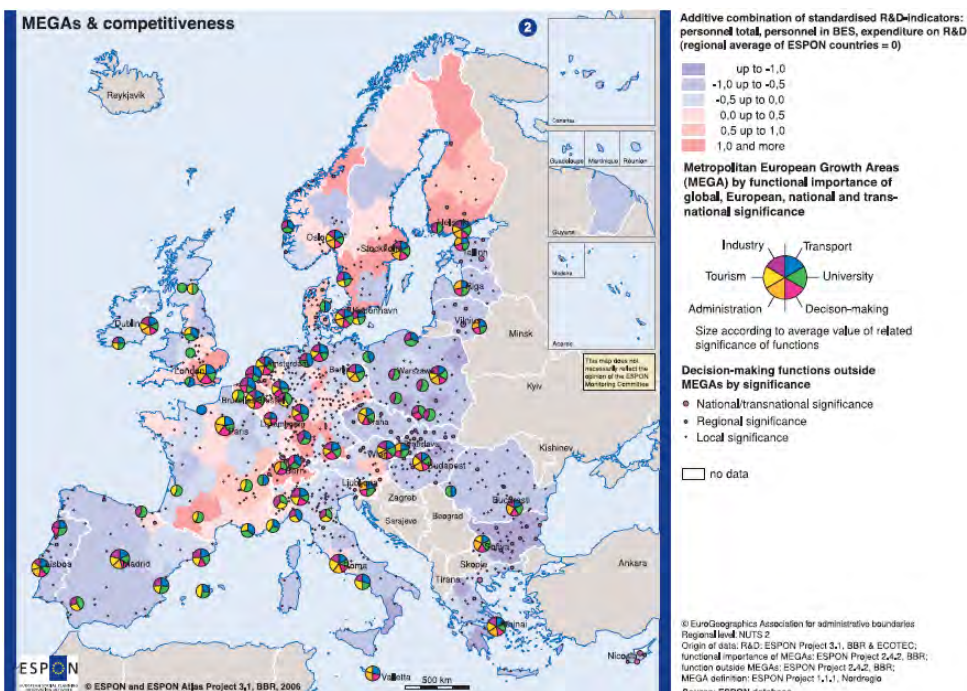 MEGAs & competitiveness
2
Reykjavik
Canarias
Guadeloupe Martinique Réunion
Guyane
Madeira
Acores
This map does not
necessarily reflect the
opinion of the ESPON
Monitoring Committee
Oslo
Helsinki
Stockholm
Tallinn
Riga
Vilnius
København
Dublin
Minsk
London
Amsterdam
Berlin
Warszawa
Kyiv
Paris
Praha
Wien
Bratislava
Budapest
Kishinev
Bern
Ljubljana
Zagreb
Bucuresti
Beograd
Sarajevo
Sofiya
Skopje
Tirana
Ankara
Lisboa
Madrid
Roma
Athinai
Valletta
500 km
ESPON
© ESPON and ESPON Atlas Project 3.1, BBR, 2006
Additive combination of standardised R&D-indicators:
personnel total, personnel in BES, expenditure on R&D
(regional average of ESPON countries = 0)
up to -1,0
-1,0 up to -0,5
-0,5 up to 0,0
0,0 up to 0,5
0,5 up to 1,0
1,0 and more
Metropolitan European Growth Areas
(MEGA) by functional importance of
global, European, national and trans-
national significance
Industry Transport
Tourism University
Administration Decison-making
Size according to average value of related
significance of functions
Decision-making functions outside
MEGAs by significance
National/transnational significance
Regional significance
Local significance
no data
© EuroGeographics Association for administrative boundaries
Regional level: NUTS 2
Origin of data: R&D: ESPON Project 3.1, BBR & ECOTEC;
functional importance of MEGAs: ESPON Project 2.4.2, BBR;
function outside MEGAs: ESPON Project 2.4.2, BBR;
MEGA definition: ESPON Project 1.1.1, Nordregio
Source: ESPON database